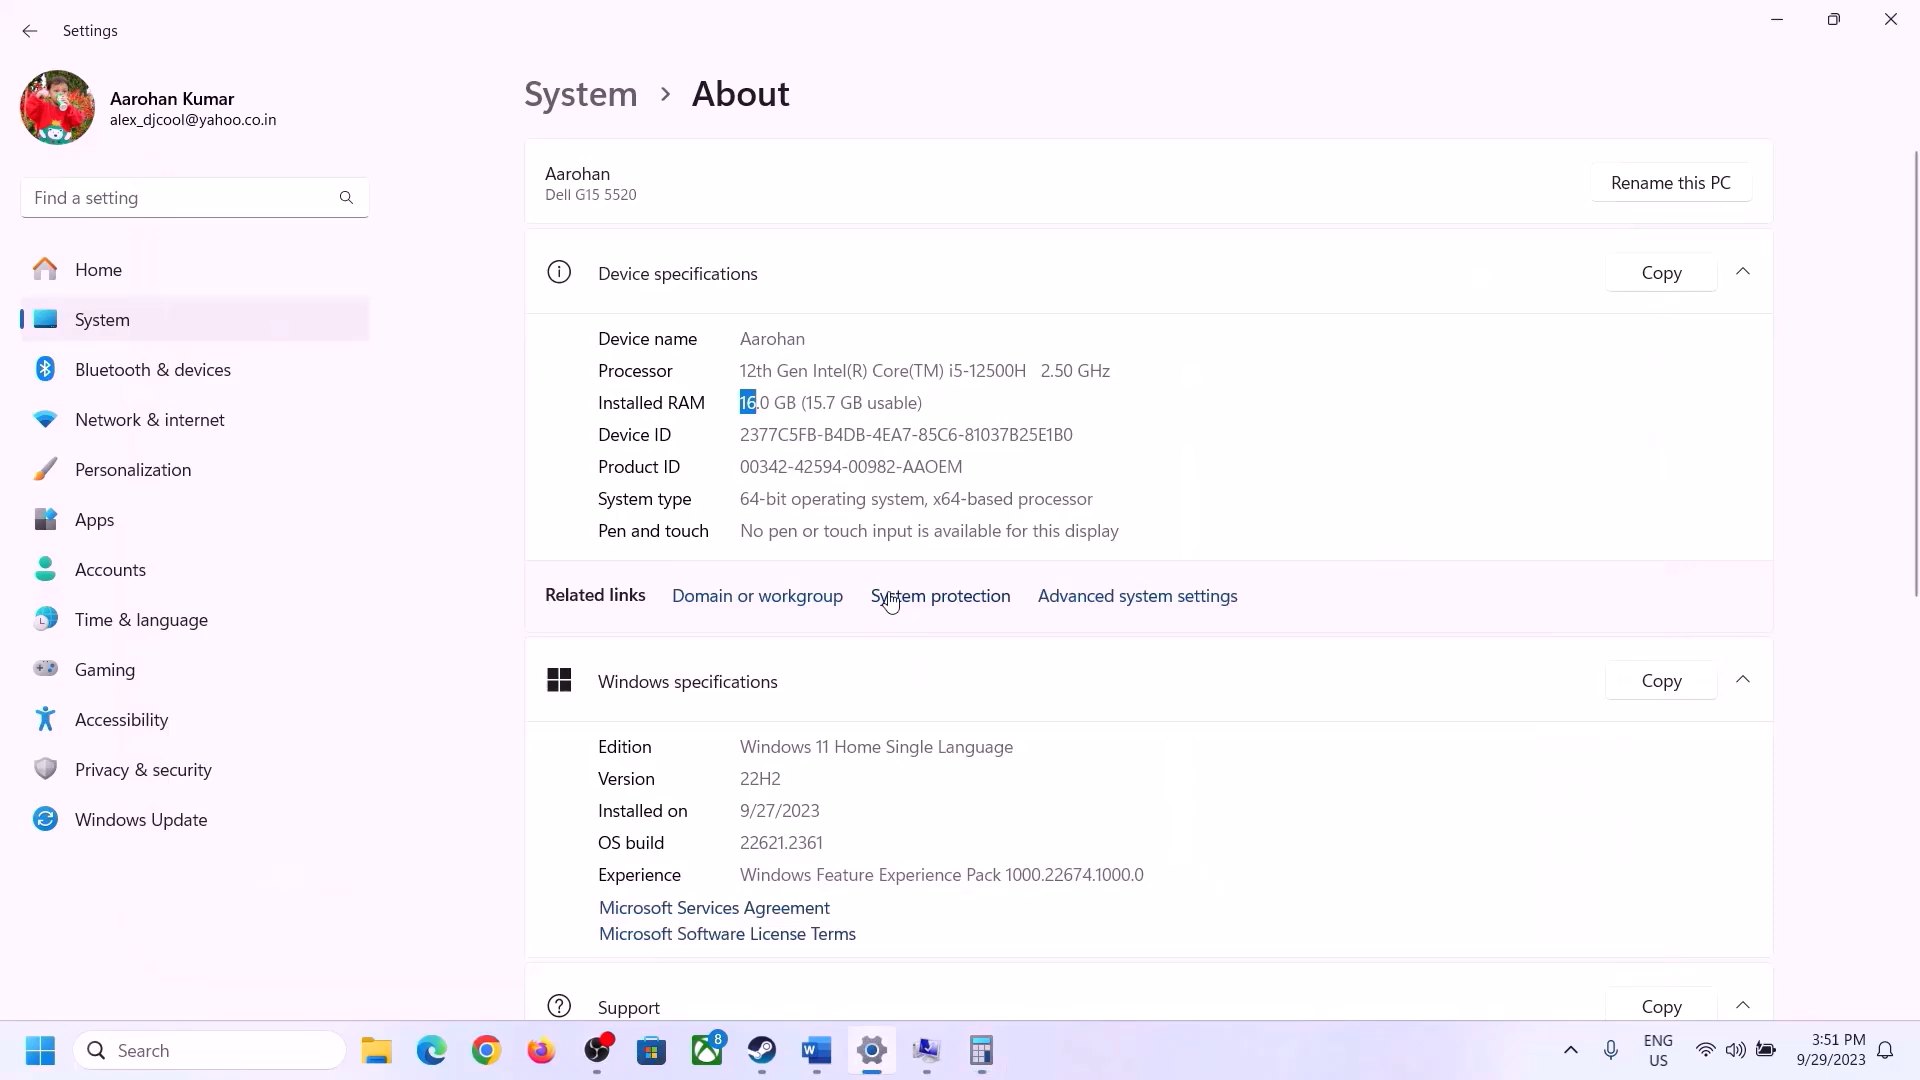 Settings
Aarohan Kumar
alex_djcool@yahoo.co.in
Find a setting
Home
System
Bluetooth & devices
Network & internet
Personalization
Apps
Accounts
Time & language
Gaming
Accessibility
Privacy & security
Windows Update
System > About
Aarohan
Dell G15 5520
Rename this PC
Device specifications
Copy
Device name Aarohan
Processor 12th Gen Intel(R) Core(TM) i5-12500H 2.50 GHz
Installed RAM 16.0 GB (15.7 GB usable)
Device ID 2377C5FB-B4DB-4EA7-85C6-81037B25E1B0
Product ID 00342-42594-00982-AAOEM
System type 64-bit operating system, x64-based processor
Pen and touch No pen or touch input is available for this display
Related links Domain or workgroup System protection Advanced system settings
Windows specifications
Copy
Edition Windows 11 Home Single Language
Version 22H2
Installed on 9/27/2023
OS build 22621.2361
Experience Windows Feature Experience Pack 1000.22674.1000.0
Microsoft Services Agreement
Microsoft Software License Terms
Support
Copy
Search
8
W
ENG
US
3:51 PM
9/29/2023